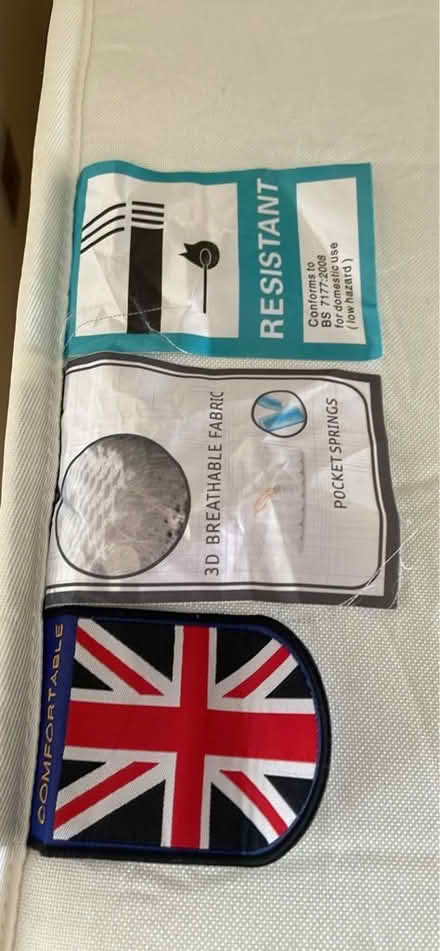 RESISTANT
Conforms to
BS 7177:2008
for domestic use
(low hazard)
3D BREATHABLE FABRIC
POCKET SPRINGS
COMFORTABLE